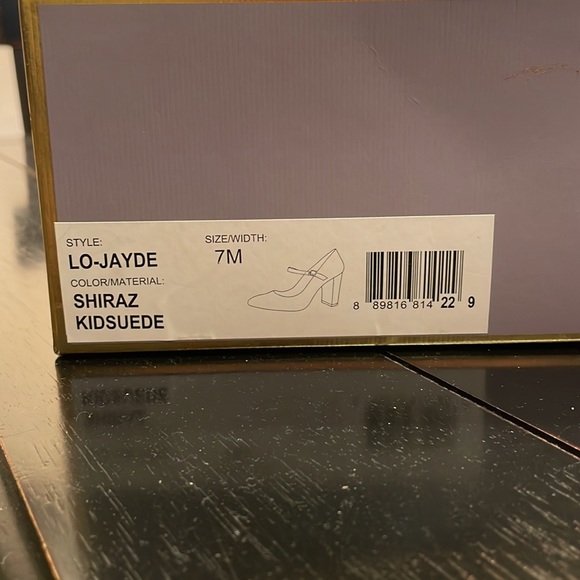 STYLE:
LO-JAYDE
COLOR/MATERIAL:
SHIRAZ
KIDSUEDE
SIZE/WIDTH:
7M
8 89816 814 22 9